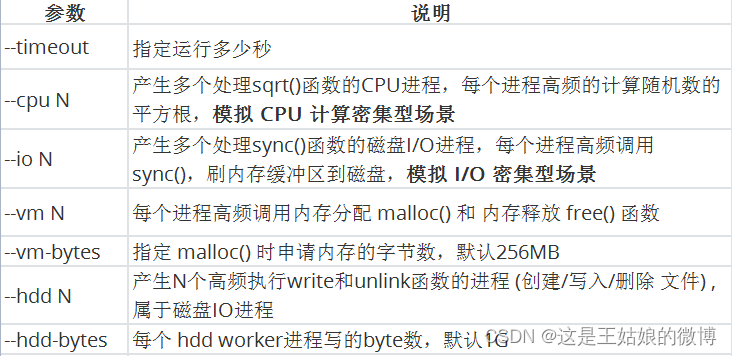 参数 说明
--timeout 指定运行多少秒
--cpu N 产生多个处理sqrt()函数的CPU进程，每个进程高频的计算随机数的
平方根，模拟 CPU 计算密集型场景
--io N 产生多个处理sync()函数的磁盘I/O进程，每个进程高频调用
sync()，刷内存缓冲区到磁盘，模拟 I/O 密集型场景
--vm N 每个进程高频调用内存分配 malloc() 和 内存释放 free() 函数
--vm-bytes 指定 malloc() 时申请内存的字节数，默认256MB
--hdd N 产生N个高频执行write和unlink函数的进程 (创建/写入/删除 文件) ,
属于磁盘IO进程
--hdd-bytes 每个 hdd worker进程写的byte数，默认1G
CSDN @这是王姑娘的微博